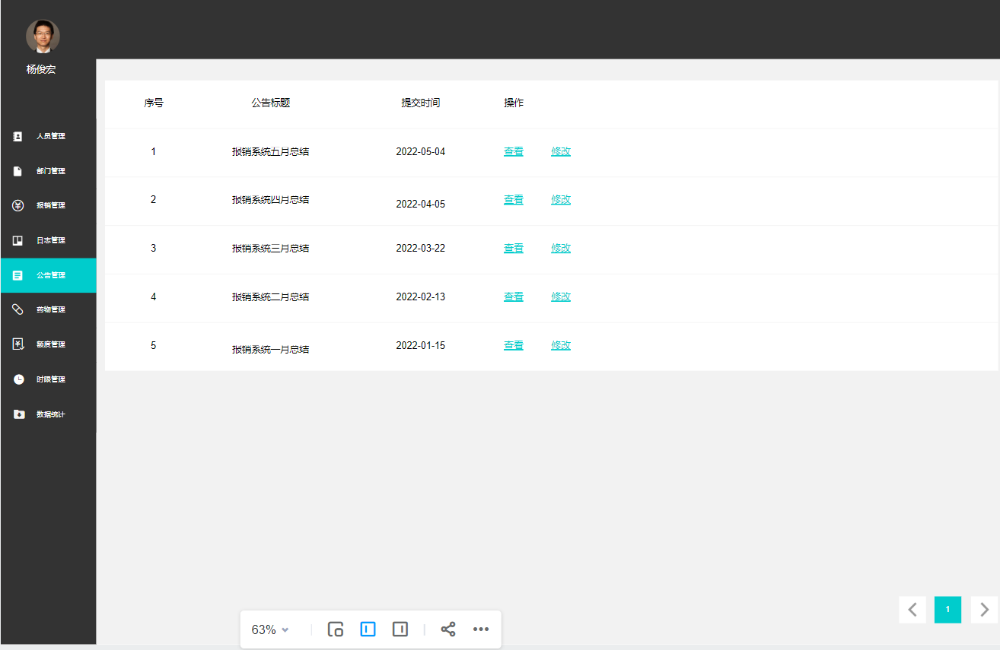 杨俊宏
人员管理
部门管理
报销管理
日志管理
公告管理
药物管理
额度管理
时限管理
数据统计
序号 公告标题 提交时间 操作
1 报销系统五月总结 2022-05-04 查看 修改
2 报销系统四月总结 2022-04-05 查看 修改
3 报销系统三月总结 2022-03-22 查看 修改
4 报销系统二月总结 2022-02-13 查看 修改
5 报销系统一月总结 2022-01-15 查看 修改
1
63%